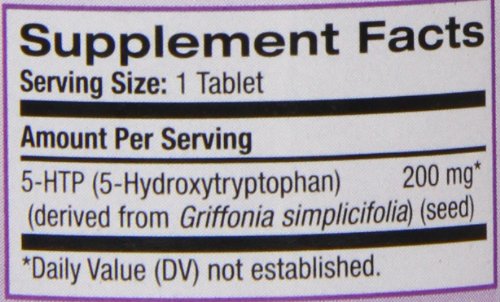 Supplement Facts
Serving Size: 1 Tablet
Amount Per Serving
5-HTP (5-Hydroxytryptophan) 200 mg*
(derived from Griffonia simplicifolia) (seed)
*Daily Value (DV) not established.